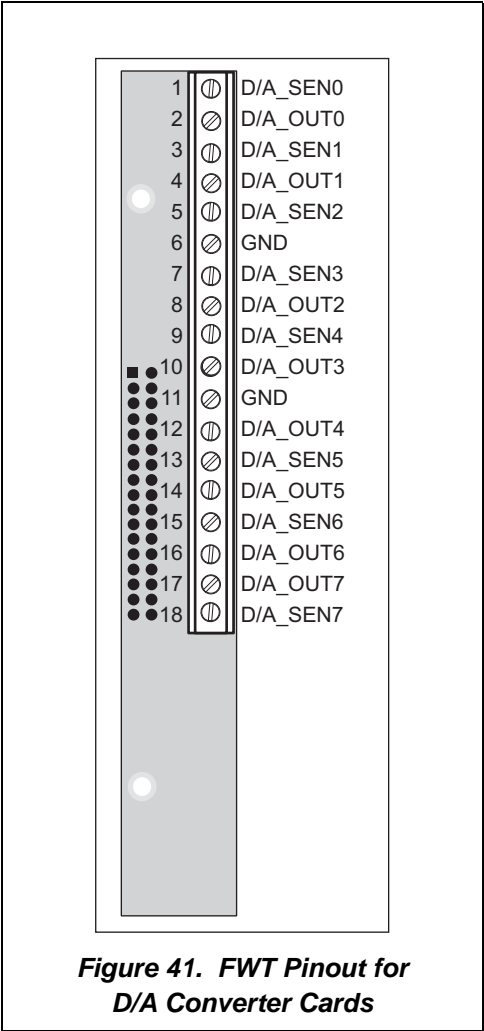 1 D/A_SEN0
2 D/A_OUT0
3 D/A_SEN1
4 D/A_OUT1
5 D/A_SEN2
6 GND
7 D/A_SEN3
8 D/A_OUT2
9 D/A_SEN4
10 D/A_OUT3
11 GND
12 D/A_OUT4
13 D/A_SEN5
14 D/A_OUT5
15 D/A_SEN6
16 D/A_OUT6
17 D/A_OUT7
18 D/A_SEN7
Figure 41. FWT Pinout for
D/A Converter Cards